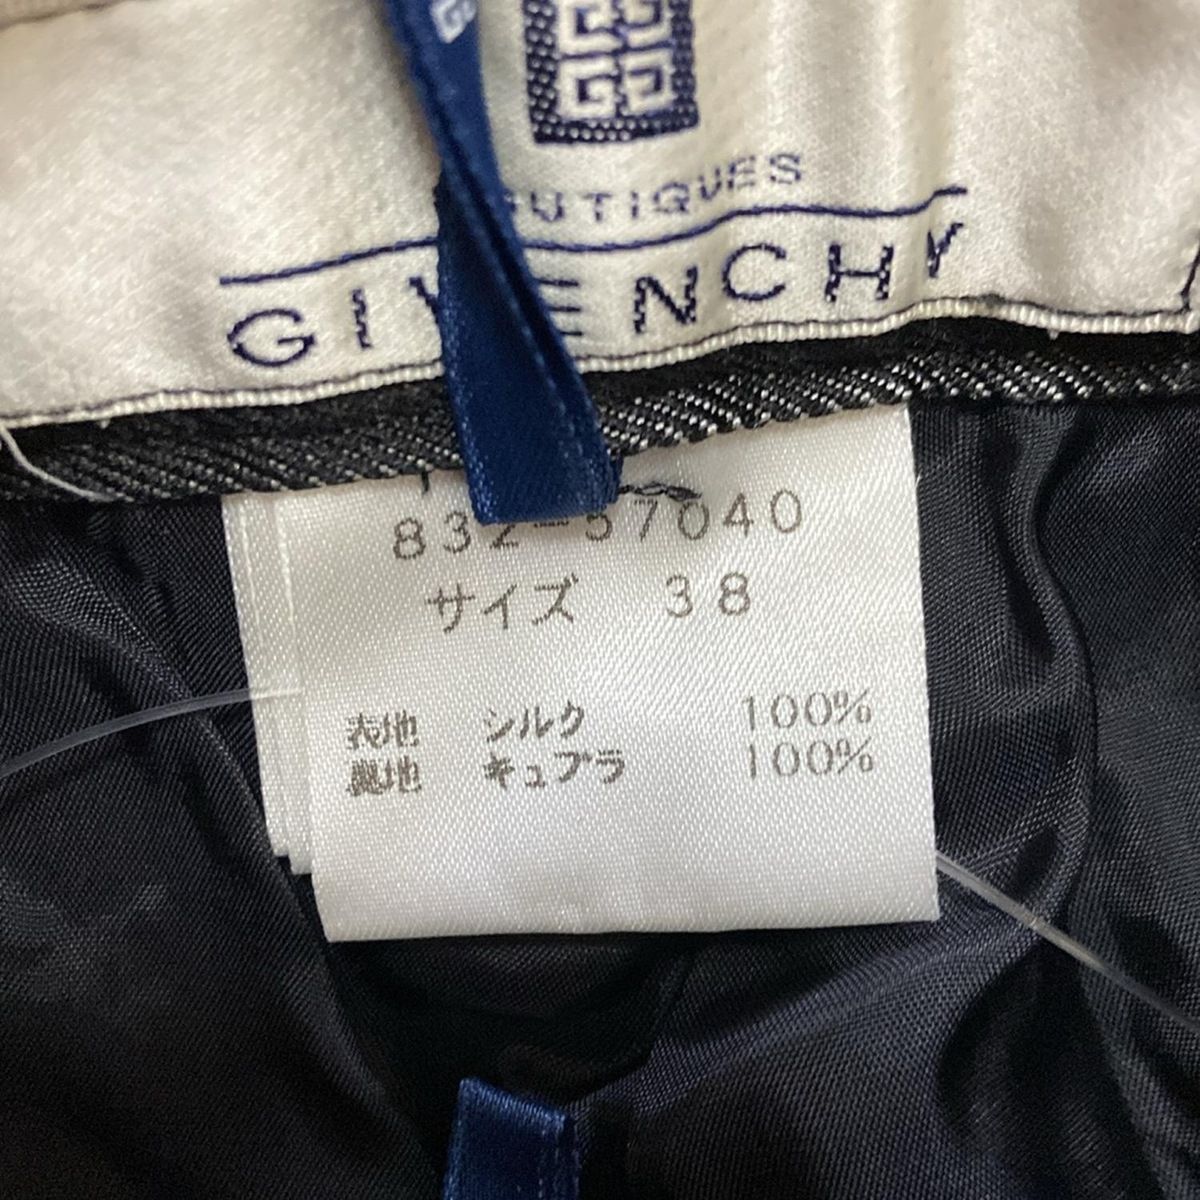 BOUTIQUES
GIVENCHY
832-57040
サイズ 38
表地 シルク 100%
裏地 キュプラ 100%